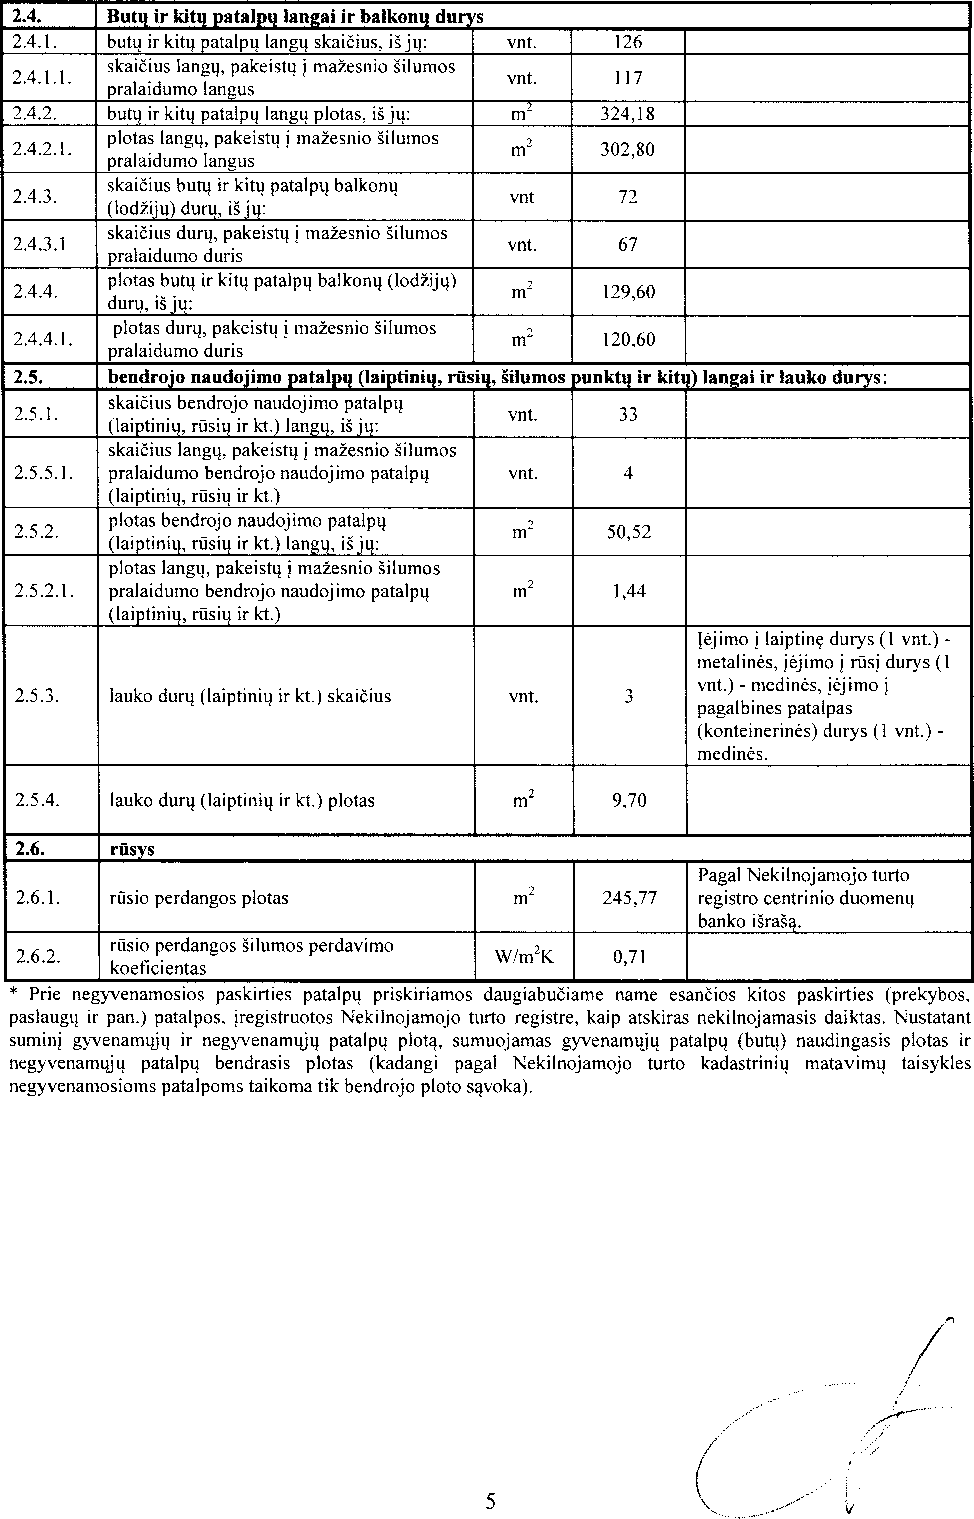 2.4. Butų ir kitų patalpų langai ir balkonų durys
2.4.1. butų ir kitų patalpų langų skaičius, iš jų: vnt. 126
2.4.1.1. skaičius langų, pakeistų į mažesnio šilumos
pralaidumo langus vnt. 117
2.4.2. butų ir kitų patalpų langų plotas, iš jų: m² 324,18
2.4.2.1. plotas langų, pakeistų į mažesnio šilumos
pralaidumo langus m² 302,80
2.4.3. skaičius butų ir kitų patalpų balkonų
(lodžijų) durų, iš jų: vnt 72
2.4.3.1 skaičius durų, pakeistų į mažesnio šilumos
pralaidumo duris vnt. 67
2.4.4. plotas butų ir kitų patalpų balkonų (lodžijų)
durų, iš jų: m² 129,60
2.4.4.1. plotas durų, pakeistų į mažesnio šilumos
pralaidumo duris m² 120,60
2.5. bendrojo naudojimo patalpų (laiptinių, rūsių, šilumos punktų ir kitų) langai ir lauko durys:
2.5.1. skaičius bendrojo naudojimo patalpų
(laiptinių, rūsių ir kt.) langų, iš jų: vnt. 33
2.5.5.1. skaičius langų, pakeistų į mažesnio šilumos
pralaidumo bendrojo naudojimo patalpų
(laiptinių, rūsių ir kt.) vnt. 4
2.5.2. plotas bendrojo naudojimo patalpų
(laiptinių, rūsių ir kt.) langų, iš jų: m² 50,52
2.5.2.1. plotas langų, pakeistų į mažesnio šilumos
pralaidumo bendrojo naudojimo patalpų
(laiptinių, rūsių ir kt.) m² 1,44
2.5.3. lauko durų (laiptinių ir kt.) skaičius vnt. 3
Įėjimo į laiptinę durys (1 vnt.) -
metalinės, įėjimo į rūsį durys (1
vnt.) - medinės, įėjimo į
pagalbines patalpas
(konteinerinės) durys (1 vnt.) -
medinės.
2.5.4. lauko durų (laiptinių ir kt.) plotas m² 9,70
2.6. rūsys
2.6.1. rūsio perdangos plotas m² 245,77
Pagal Nekilnojamojo turto
registro centrinio duomenų
banko išrašą.
2.6.2. rūsio perdangos šilumos perdavimo
koeficientas W/m²K 0,71
* Prie negyvenamosios paskirties patalpų priskiriamos daugiabučiame name esančios kitos paskirties (prekybos,
paslaugų ir pan.) patalpos, įregistruotos Nekilnojamojo turto registre, kaip atskiras nekilnojamasis daiktas. Nustatant
suminį gyvenamųjų ir negyvenamųjų patalpų plotą, sumuojamas gyvenamųjų patalpų (butų) naudingasis plotas ir
negyvenamųjų patalpų bendrasis plotas (kadangi pagal Nekilnojamojo turto kadastrinių matavimų taisykles
negyvenamosioms patalpoms taikoma tik bendrojo ploto sąvoka).
5